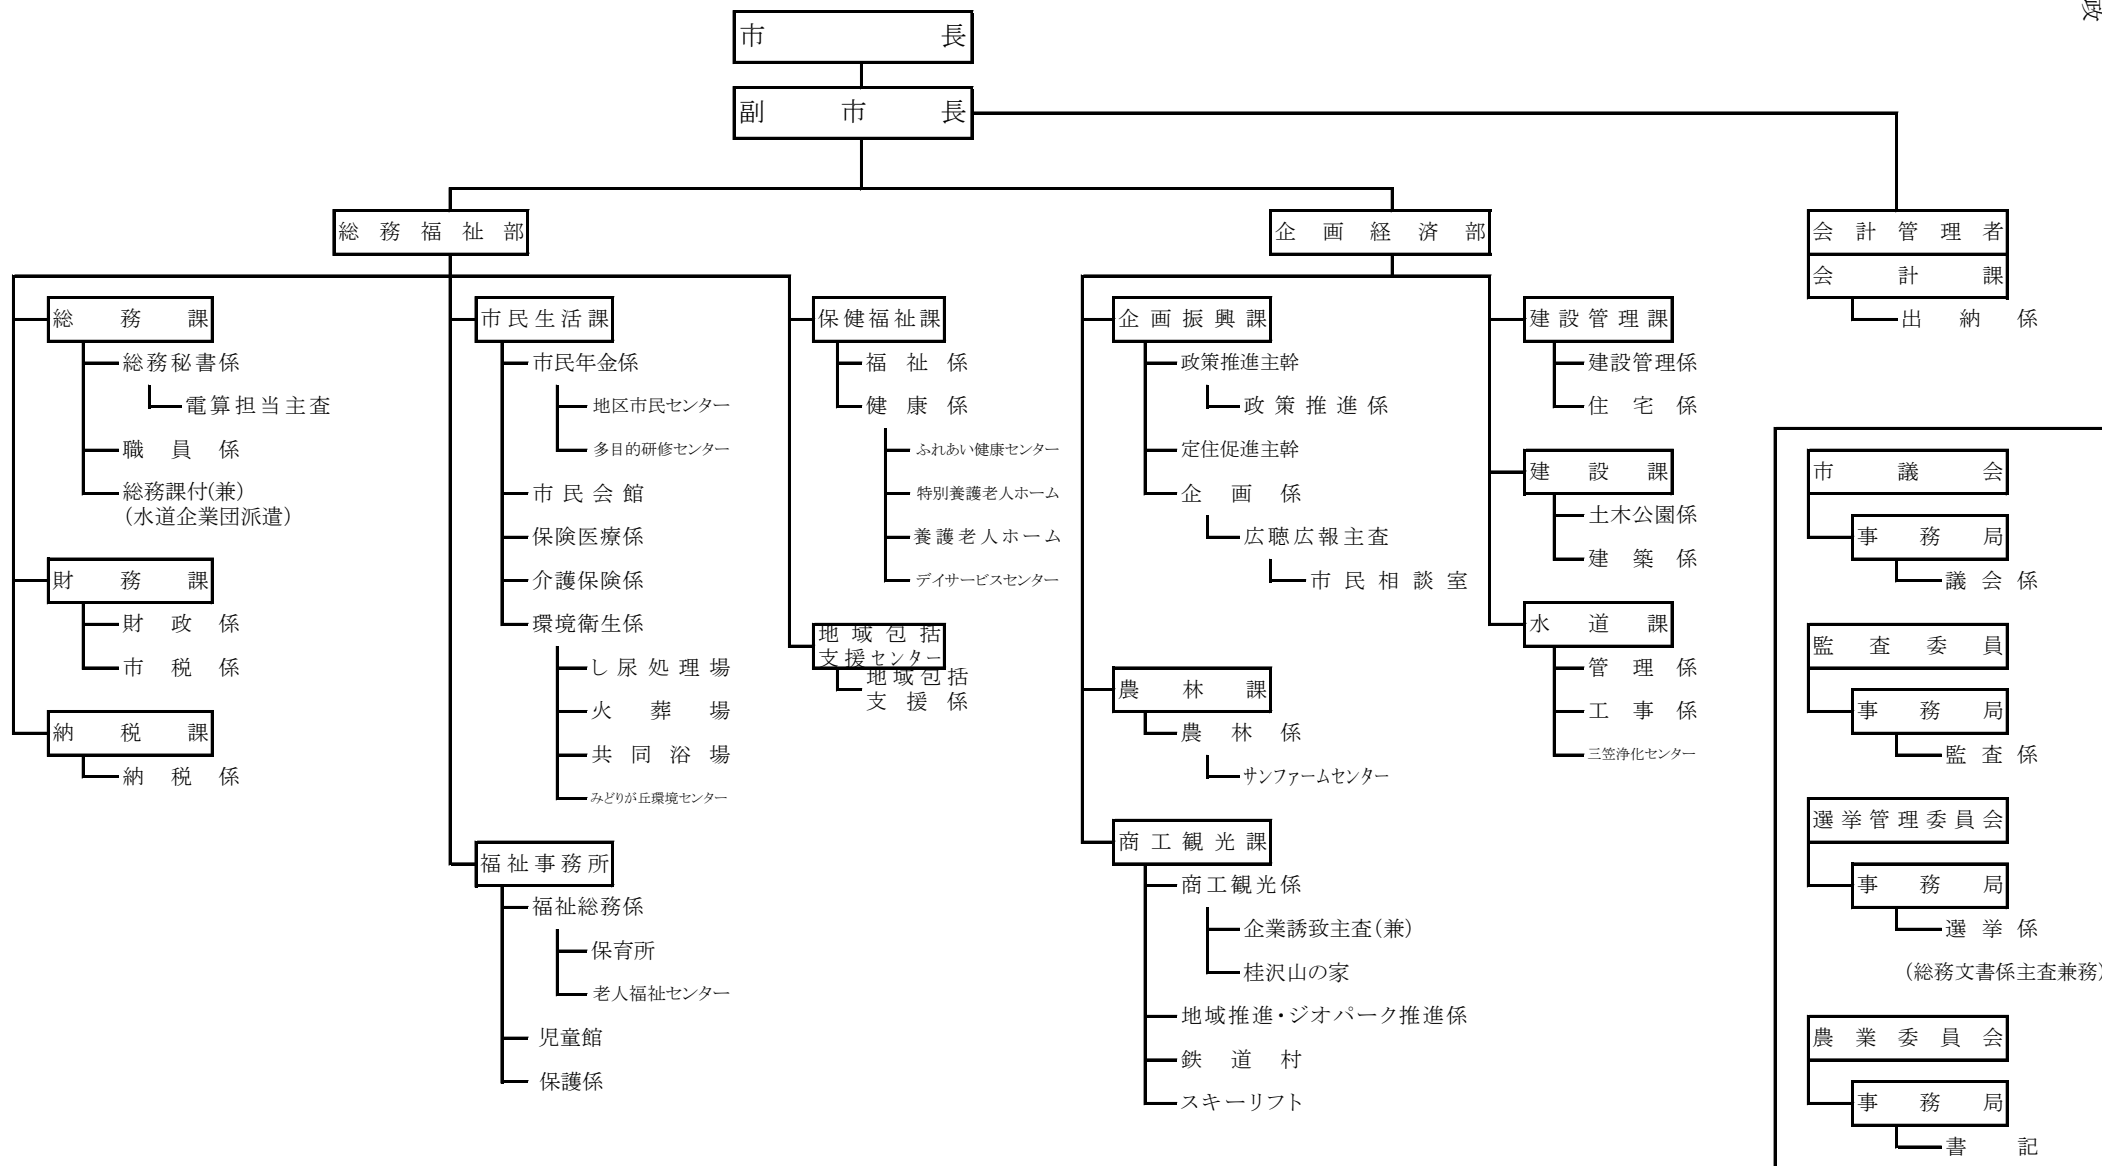 政
市長
副市長
総務福祉部
総務課
総務秘書係
電算担当主査
職員係
総務課付(兼)
(水道企業団派遣)
財務課
財政係
市税係
納税課
納税係
市民生活課
市民年金係
地区市民センター
多目的研修センター
市民会館
保険医療係
介護保険係
環境衛生係
し尿処理場
火葬場
共同浴場
みどりが丘環境センター
福祉事務所
福祉総務係
保育所
老人福祉センター
児童館
保護係
保健福祉課
福祉係
健康係
ふれあい健康センター
特別養護老人ホーム
養護老人ホーム
デイサービスセンター
地域包括
支援センター
地域包括
支援係
企画経済部
企画振興課
政策推進主幹
政策推進係
定住促進主幹
企画係
広聴広報主査
市民相談室
農林課
農林係
サンファームセンター
商工観光課
商工観光係
企業誘致主査(兼)
桂沢山の家
地域推進・ジオパーク推進係
鉄道村
スキーリフト
建設管理課
建設管理係
住宅係
建設課
土木公園係
建築係
水道課
管理係
工事係
三笠浄化センター
会計管理者
会計課
出納係
市議会
事務局
議会係
監査委員
事務局
監査係
選挙管理委員会
事務局
選挙係
(総務文書係主査兼務)
農業委員会
事務局
書記